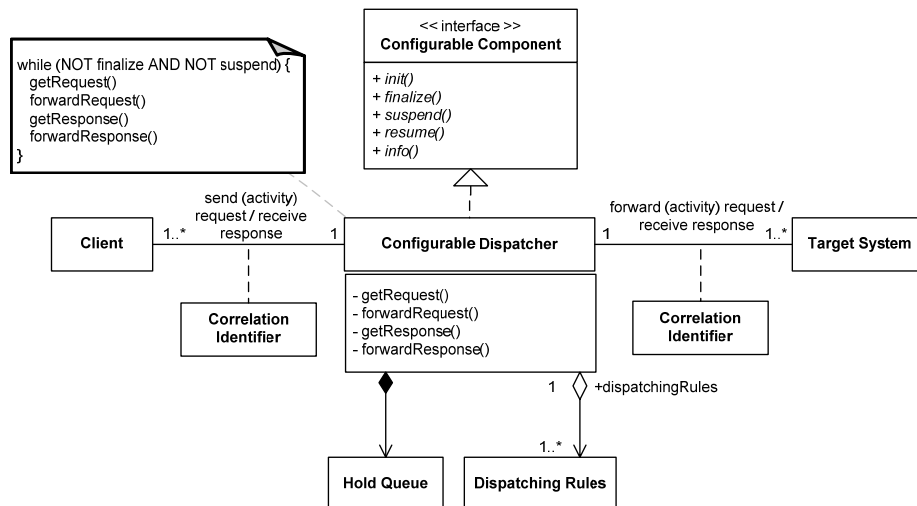 << interface >>
Configurable Component
+ init()
+ finalize()
+ suspend()
+ resume()
+ info()
while (NOT finalize AND NOT suspend) {
getRequest()
forwardRequest()
getResponse()
forwardResponse()
}
send (activity)
request / receive
response
1..*
1
forward (activity) request /
receive response
1
1..*
Client
Configurable Dispatcher
Target System
- getRequest()
- forwardRequest()
- getResponse()
- forwardResponse()
Correlation
Identifier
Correlation
Identifier
1
+dispatchingRules
1..*
Hold Queue
Dispatching Rules